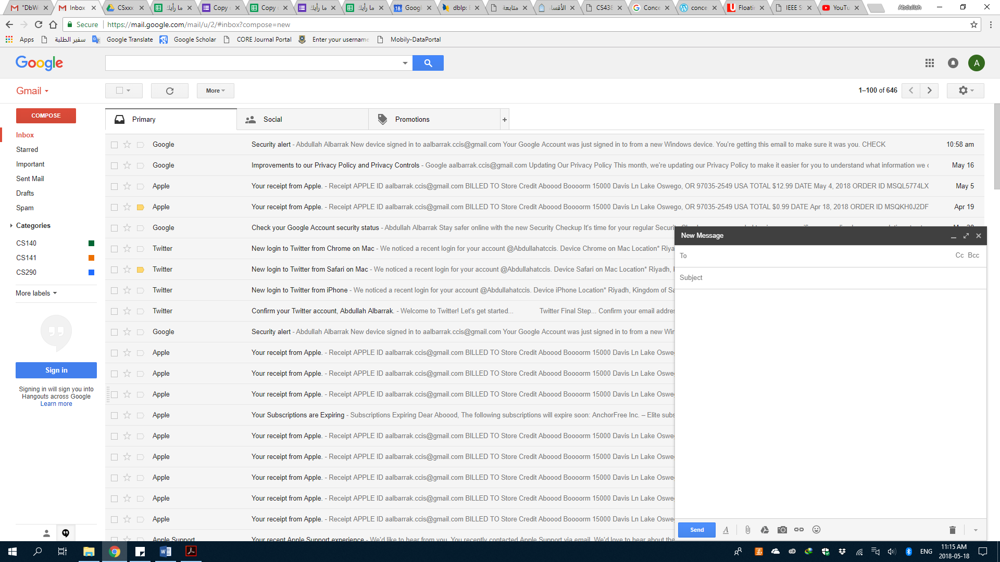 "DbW
Inbox
CSxxx
ما رأيك
Copy
Copy
ما رأيك
ما رأيك
18 Googl
dblp:
متابعة
الأقسا
CS438
Conce
conce
Floati
IEEE S
YouTu
Abdullah
Secure
https://mail.google.com/mail/u/2/#inbox?compose=new
Apps
سفير الطلبة
Google Translate
Google Scholar
CORE Journal Portal
Enter your username
Mobily-DataPortal
Google
A
Gmail
More
1–100 of 646
COMPOSE
Inbox
Starred
Important
Sent Mail
Drafts
Spam
Categories
CS140
CS141
CS290
More labels
Sign in
Signing in will sign you into
Hangouts across Google
Learn more
Primary
Social
Promotions
+
Google Security alert - Abdullah Albarrak New device signed in to aalbarrak.ccis@gmail.com Your Google Account was just signed in to from a new Windows device. You're getting this email to make sure it was you. CHECK 10:58 am
Google Improvements to our Privacy Policy and Privacy Controls - Google aalbarrak.ccis@gmail.com Updating Our Privacy Policy This month, we're updating our Privacy Policy to make it easier for you to understand what information we c May 16
Apple Your receipt from Apple. - Receipt APPLE ID aalbarrak.ccis@gmail.com BILLED TO Store Credit Aboood Boooorm 15000 Davis Ln Lake Oswego, OR 97035-2549 USA TOTAL $12.99 DATE May 4, 2018 ORDER ID MSQL5774LX May 5
Apple Your receipt from Apple. - Receipt APPLE ID aalbarrak.ccis@gmail.com BILLED TO Store Credit Aboood Boooorm 15000 Davis Ln Lake Oswego, OR 97035-2549 USA TOTAL $0.99 DATE Apr 18, 2018 ORDER ID MSQKH0J2DF Apr 19
Google Check your Google Account security status - Abdullah Albarrak Stay safer online with the new Security Checkup It's time for your regular Securit
Twitter New login to Twitter from Chrome on Mac - We noticed a recent login for your account @Abdullahatccis. Device Chrome on Mac Location* Riya
Twitter New login to Twitter from Safari on Mac - We noticed a recent login for your account @Abdullahatccis. Device Safari on Mac Location* Riyadh,
Twitter New login to Twitter from iPhone - We noticed a recent login for your account @Abdullahatccis. Device iPhone Location* Riyadh, Kingdom of Sa
Twitter Confirm your Twitter account, Abdullah Albarrak. - Welcome to Twitter! Let's get started... Twitter Final Step... Confirm your email addres
Google Security alert - Abdullah Albarrak New device signed in to aalbarrak.ccis@gmail.com Your Google Account was just signed in to from a new Wir
Apple Your receipt from Apple. - Receipt APPLE ID aalbarrak.ccis@gmail.com BILLED TO Store Credit Aboood Boooorm 15000 Davis Ln Lake Oswe
Apple Your receipt from Apple. - Receipt APPLE ID aalbarrak.ccis@gmail.com BILLED TO Store Credit Aboood Boooorm 15000 Davis Ln Lake Oswe
Apple Your receipt from Apple. - Receipt APPLE ID aalbarrak.ccis@gmail.com BILLED TO Store Credit Aboood Boooorm 15000 Davis Ln Lake Oswe
Apple Your Subscriptions are Expiring - Subscriptions Expiring Dear Aboood, The following subscriptions will expire soon: AnchorFree Inc. – Elite subs
Apple Your receipt from Apple. - Receipt APPLE ID aalbarrak.ccis@gmail.com BILLED TO Store Credit Aboood Boooorm 15000 Davis Ln Lake Oswe
Apple Your receipt from Apple. - Receipt APPLE ID aalbarrak.ccis@gmail.com BILLED TO Store Credit Aboood Boooorm 15000 Davis Ln Lake Oswe
Apple Your receipt from Apple. - Receipt APPLE ID aalbarrak.ccis@gmail.com BILLED TO Store Credit Aboood Boooorm 15000 Davis Ln Lake Oswe
Apple Your receipt from Apple. - Receipt APPLE ID aalbarrak.ccis@gmail.com BILLED TO Store Credit Aboood Boooorm 15000 Davis Ln Lake Oswe
Apple Your receipt from Apple. - Receipt APPLE ID aalbarrak.ccis@gmail.com BILLED TO Store Credit Aboood Boooorm 15000 Davis Ln Lake Oswe
Apple Support Your recent Apple Support experience - We'd like to hear from you. You recently contacted Apple Support via email. We'd love to hear about the
New Message
To
Cc Bcc
Subject
Send
ENG
11:15 AM
2018-05-18